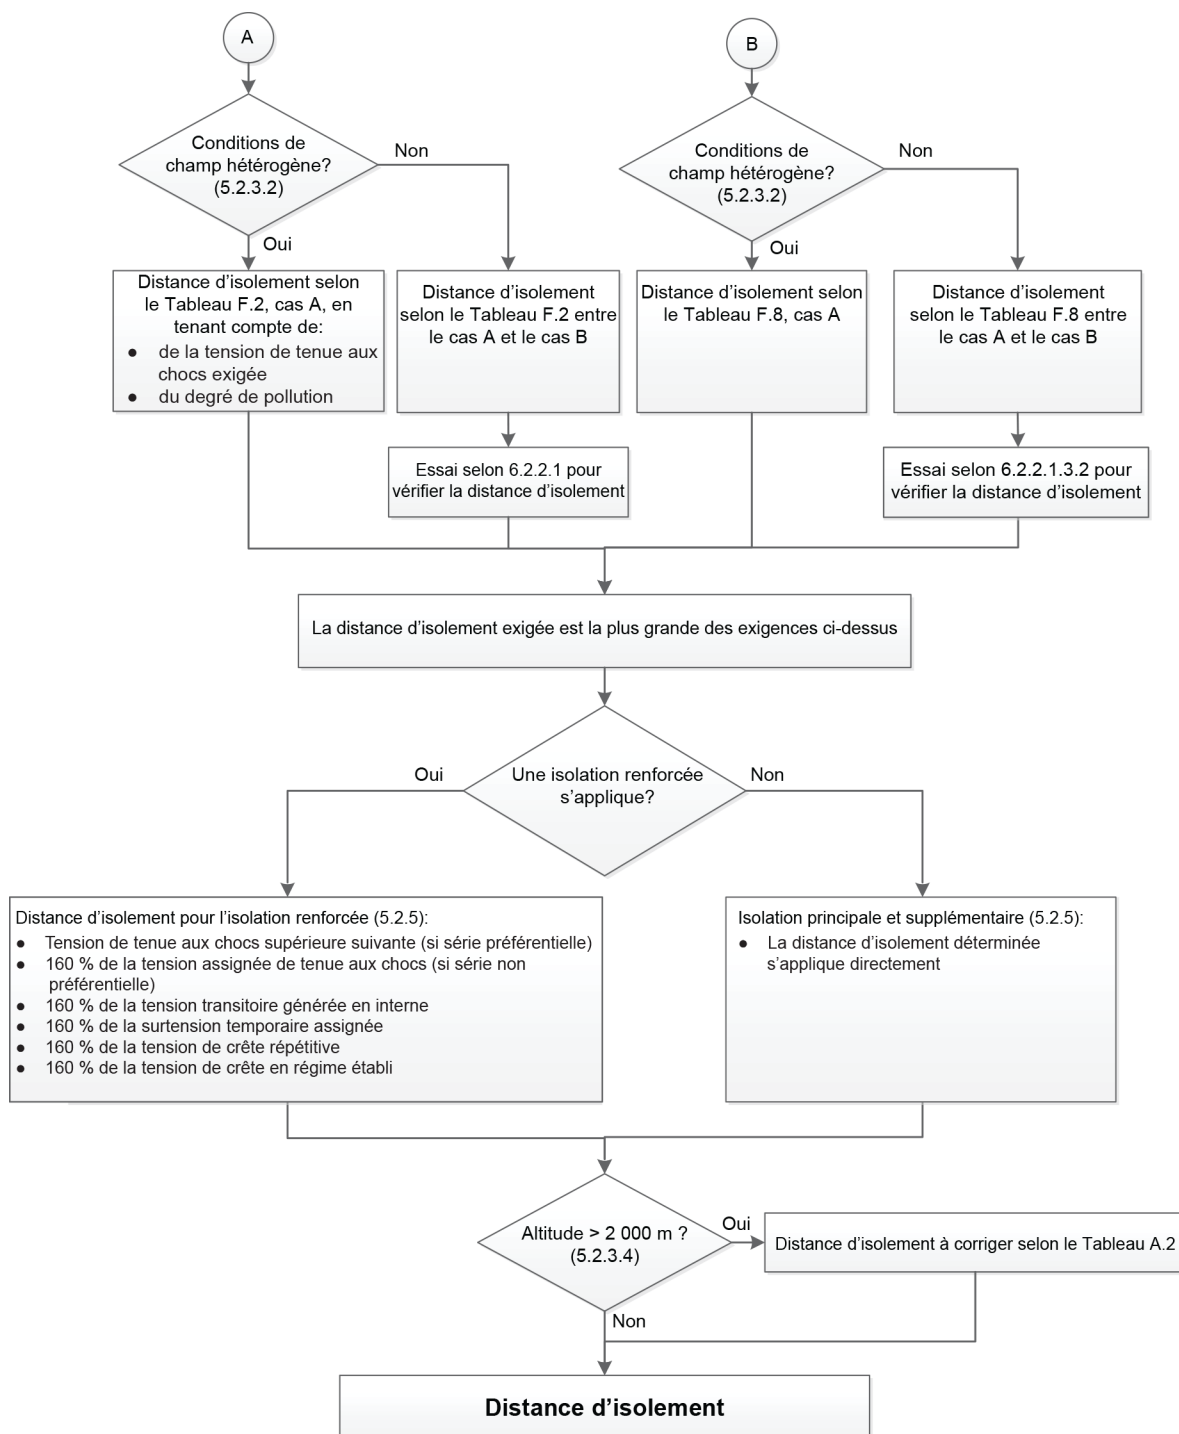 A
B
Conditions de
champ hétérogène?
(5.2.3.2)
Non
Oui
Conditions de
champ hétérogène?
(5.2.3.2)
Non
Oui
Distance d’isolement selon
le Tableau F.2, cas A, en
tenant compte de:
● de la tension de tenue aux
chocs exigée
● du degré de pollution
Distance d’isolement
selon le Tableau F.2 entre
le cas A et le cas B
Distance d’isolement selon
le Tableau F.8, cas A
Distance d’isolement
selon le Tableau F.8 entre
le cas A et le cas B
Essai selon 6.2.2.1 pour
vérifier la distance d’isolement
Essai selon 6.2.2.1.3.2 pour
vérifier la distance d’isolement
La distance d’isolement exigée est la plus grande des exigences ci-dessus
Oui
Une isolation renforcée
s’applique?
Non
Distance d’isolement pour l’isolation renforcée (5.2.5):
● Tension de tenue aux chocs supérieure suivante (si série préférentielle)
● 160 % de la tension assignée de tenue aux chocs (si série non
préférentielle)
● 160 % de la tension transitoire générée en interne
● 160 % de la surtension temporaire assignée
● 160 % de la tension de crête répétitive
● 160 % de la tension de crête en régime établi
Isolation principale et supplémentaire (5.2.5):
● La distance d’isolement déterminée
s’applique directement
Altitude > 2 000 m ?
(5.2.3.4)
Oui
Distance d’isolement à corriger selon le Tableau A.2
Non
Distance d’isolement